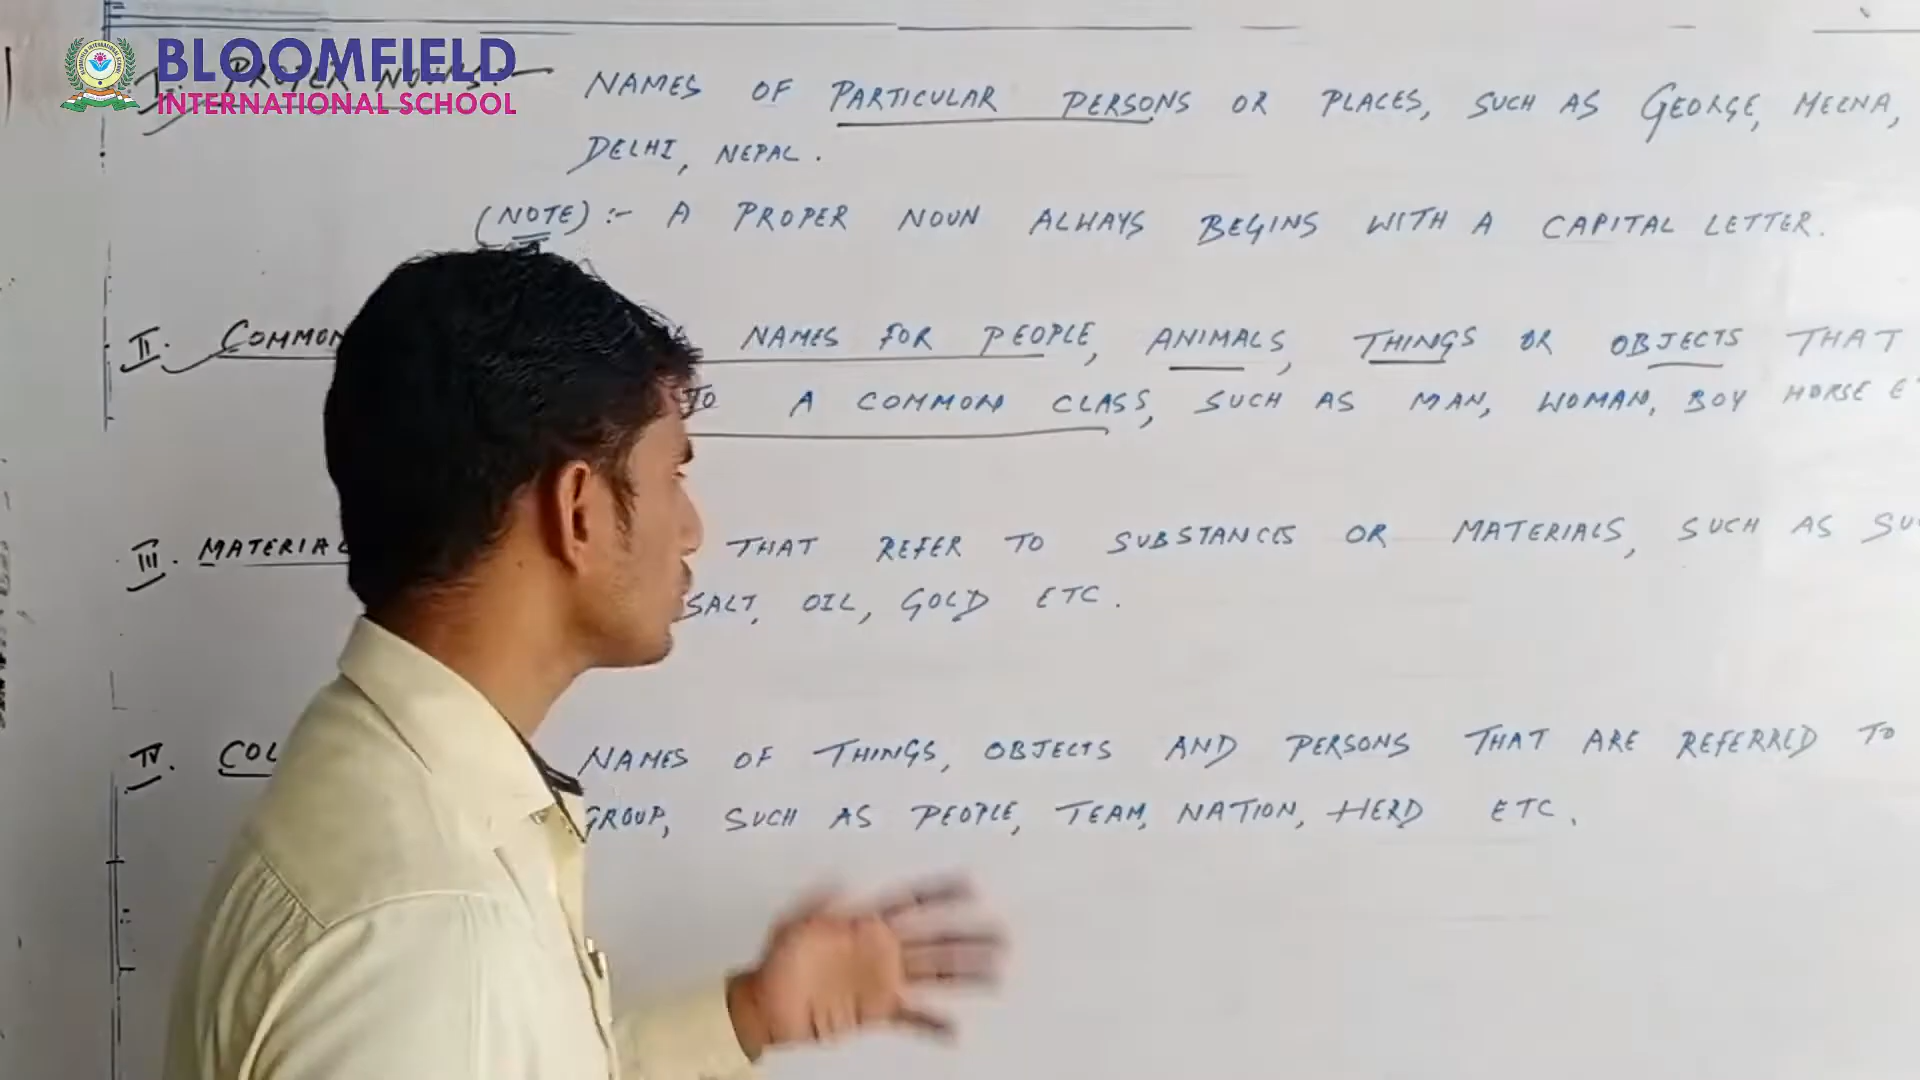 BLOOMFIELD
INTERNATIONAL SCHOOL
I. PROPER NOUNS:- NAMES OF PARTICULAR PERSONS OR PLACES, SUCH AS GEORGE, MEENA,
DELHI, NEPAL.
(NOTE):- A PROPER NOUN ALWAYS BEGINS WITH A CAPITAL LETTER.
II. COMMON NAMES FOR PEOPLE, ANIMALS, THINGS OR OBJECTS THAT
TO A COMMON CLASS, SUCH AS MAN, WOMAN, BOY HORSE
III. MATERIAL THAT REFER TO SUBSTANCES OR MATERIALS, SUCH AS
SALT, OIL, GOLD ETC.
IV. COL NAMES OF THINGS, OBJECTS AND PERSONS THAT ARE REFERRED TO
GROUP, SUCH AS PEOPLE, TEAM, NATION, HERD ETC.